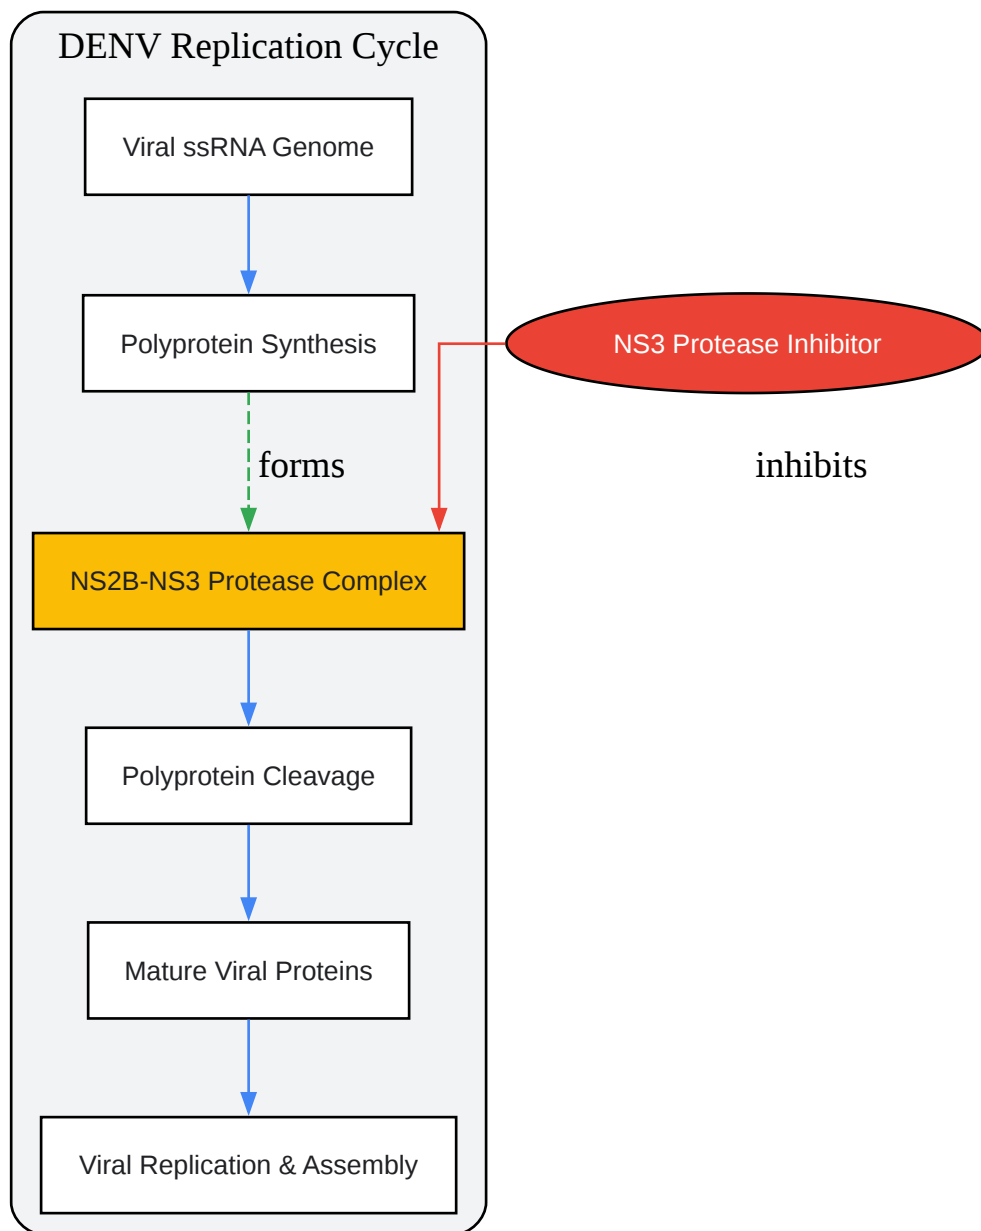 DENV Replication Cycle
Viral ssRNA Genome
Polyprotein Synthesis
NS3 Protease Inhibitor
forms
inhibits
NS2B-NS3 Protease Complex
Polyprotein Cleavage
Mature Viral Proteins
Viral Replication & Assembly